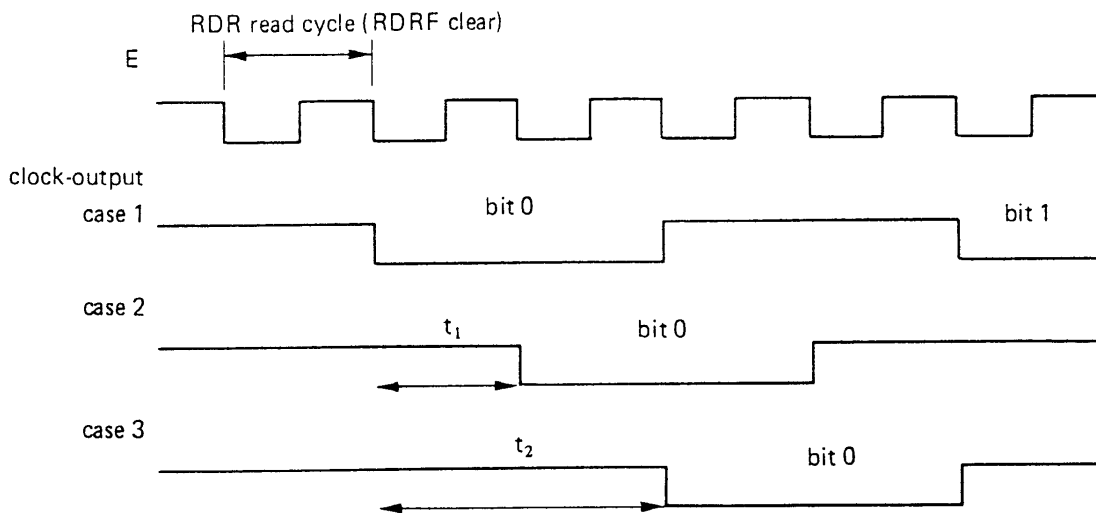 RDR read cycle (RDRF clear)
E
clock-output
case 1
bit 0
bit 1
case 2
t₁
bit 0
case 3
t₂
bit 0